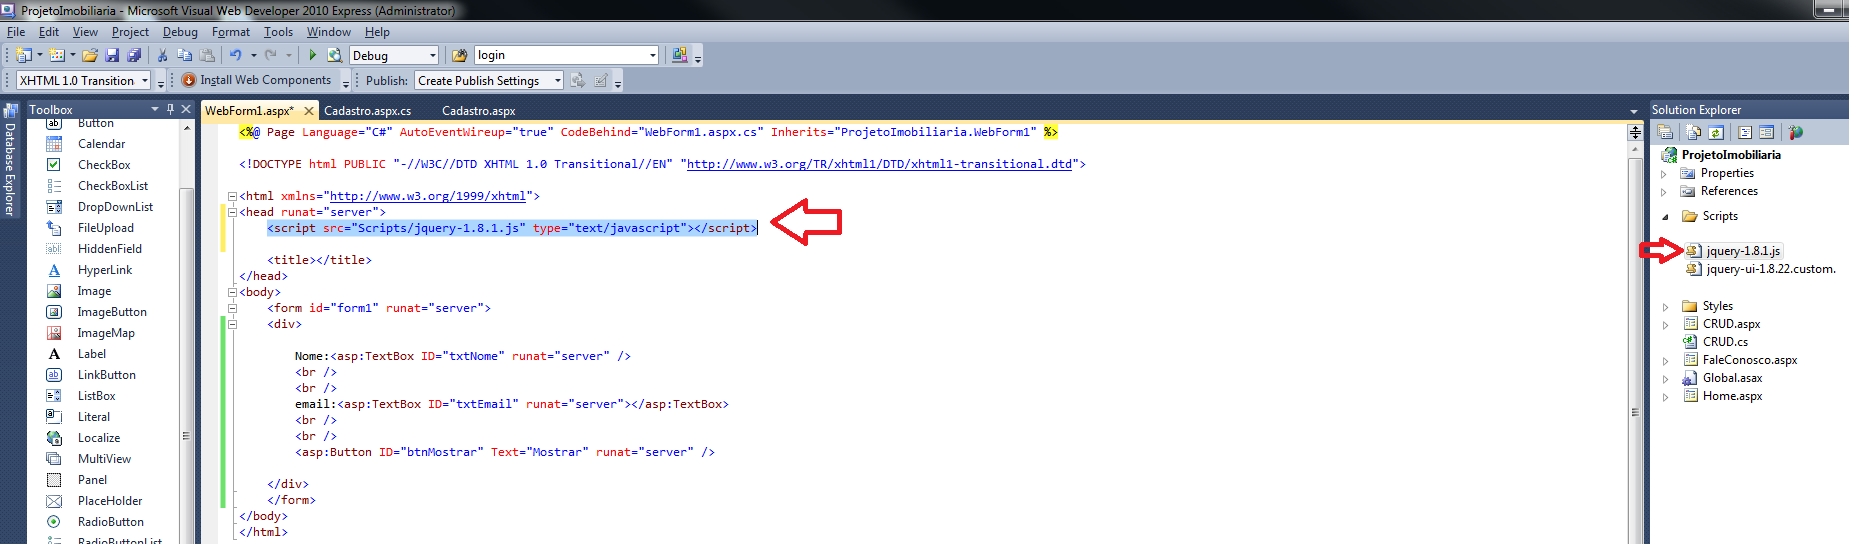 ProjetoImobiliaria - Microsoft Visual Web Developer 2010 Express (Administrator)
File Edit View Project Debug Format Tools Window Help
Debug login
XHTML 1.0 Transition Install Web Components Publish: Create Publish Settings
Database Explorer
Toolbox
Button
Calendar
CheckBox
CheckBoxList
DropDownList
FileUpload
HiddenField
HyperLink
Image
ImageButton
ImageMap
Label
LinkButton
ListBox
Literal
Localize
MultiView
Panel
PlaceHolder
RadioButton
RadioButtonList
WebForm1.aspx* Cadastro.aspx.cs Cadastro.aspx
<%@ Page Language="C#" AutoEventWireup="true" CodeBehind="WebForm1.aspx.cs" Inherits="ProjetoImobiliaria.WebForm1" %>
<!DOCTYPE html PUBLIC "-//W3C//DTD XHTML 1.0 Transitional//EN" "http://www.w3.org/TR/xhtml1/DTD/xhtml1-transitional.dtd">
<html xmlns="http://www.w3.org/1999/xhtml">
<head runat="server">
<script src="Scripts/jquery-1.8.1.js" type="text/javascript"></script>
<title></title>
</head>
<body>
<form id="form1" runat="server">
<div>
Nome:<asp:TextBox ID="txtNome" runat="server" />
<br />
<br />
email:<asp:TextBox ID="txtEmail" runat="server"></asp:TextBox>
<br />
<br />
<asp:Button ID="btnMostrar" Text="Mostrar" runat="server" />
</div>
</form>
</body>
</html>
Solution Explorer
ProjetoImobiliaria
Properties
References
Scripts
jquery-1.8.1.js
jquery-ui-1.8.22.custom.
Styles
CRUD.aspx
CRUD.cs
FaleConosco.aspx
Global.asax
Home.aspx